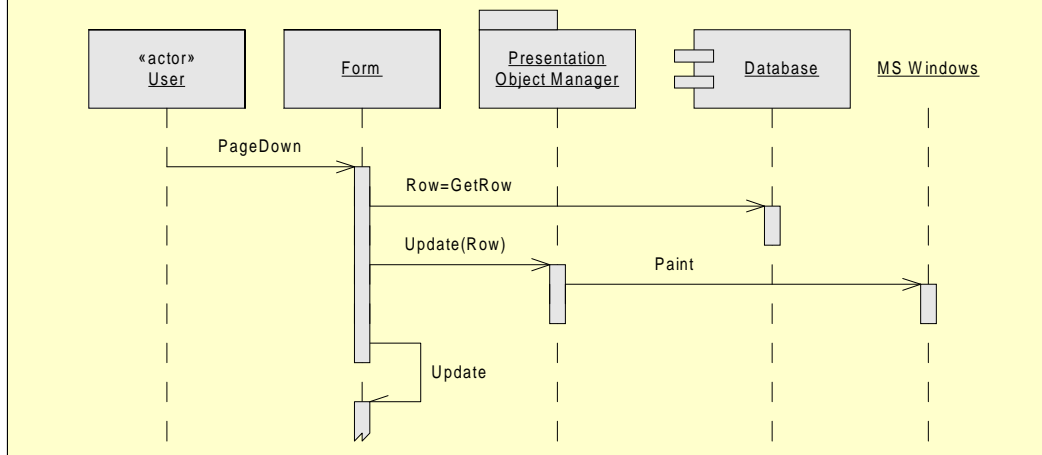 «actor»
User
Form
Presentation
Object Manager
Database
MS Windows
PageDown
Row=GetRow
Update(Row)
Paint
Update